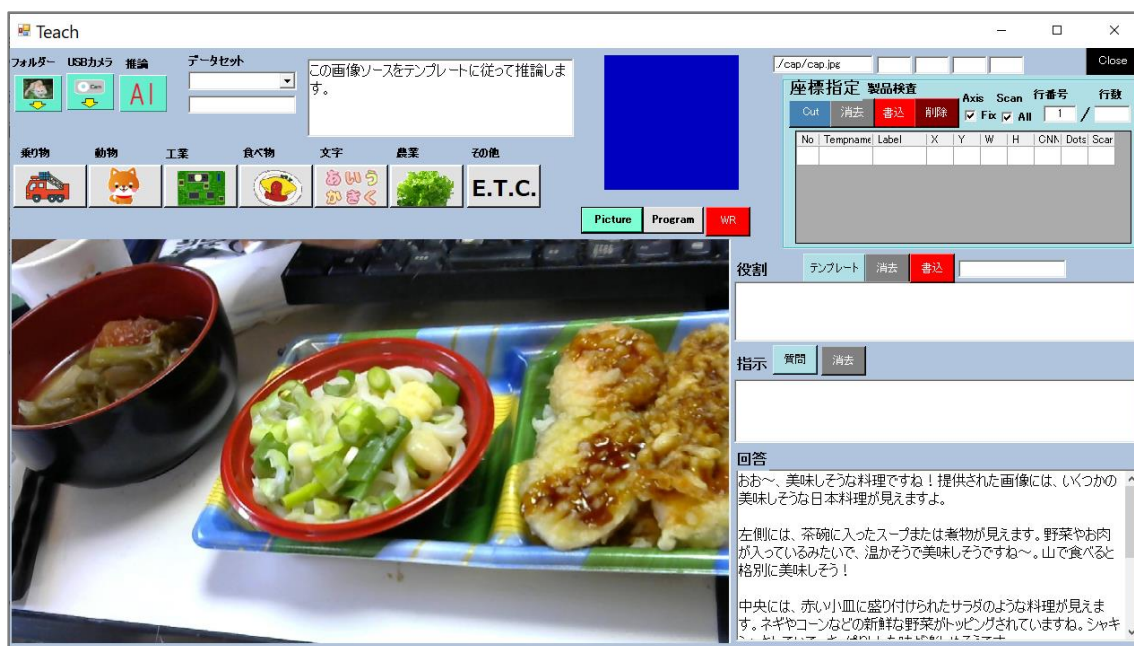 Teach
フォルダー USBカメラ 推論 データセット
AI
この画像ソースをテンプレートに従って推論しま
す。
/cap/cap.jpg
Close
座標指定 製品検査
Axis Scan 行番号 行数
Cut 消去 書込 削除 Fix All 1 /
No Tempname Label X Y W H CNN Dots Scar
乗り物 動物 工業 食べ物 文字 農業 その他
あいう
かきく
E.T.C.
Picture Program WR
役割 テンプレート 消去 書込
指示 質問 消去
回答
おお～、美味しそうな料理ですね！提供された画像には、いくつかの
美味しそうな日本料理が見えますよ。
左側には、茶碗に入ったスープまたは煮物が見えます。野菜やお肉
が入っているみたいで、温かそうで美味しそうですね～。山で食べると
格別に美味しそう！
中央には、赤い小皿に盛り付けられたサラダのような料理が見えま
す。ネギやコーンなどの新鮮な野菜がトッピングされていますね。シャキ